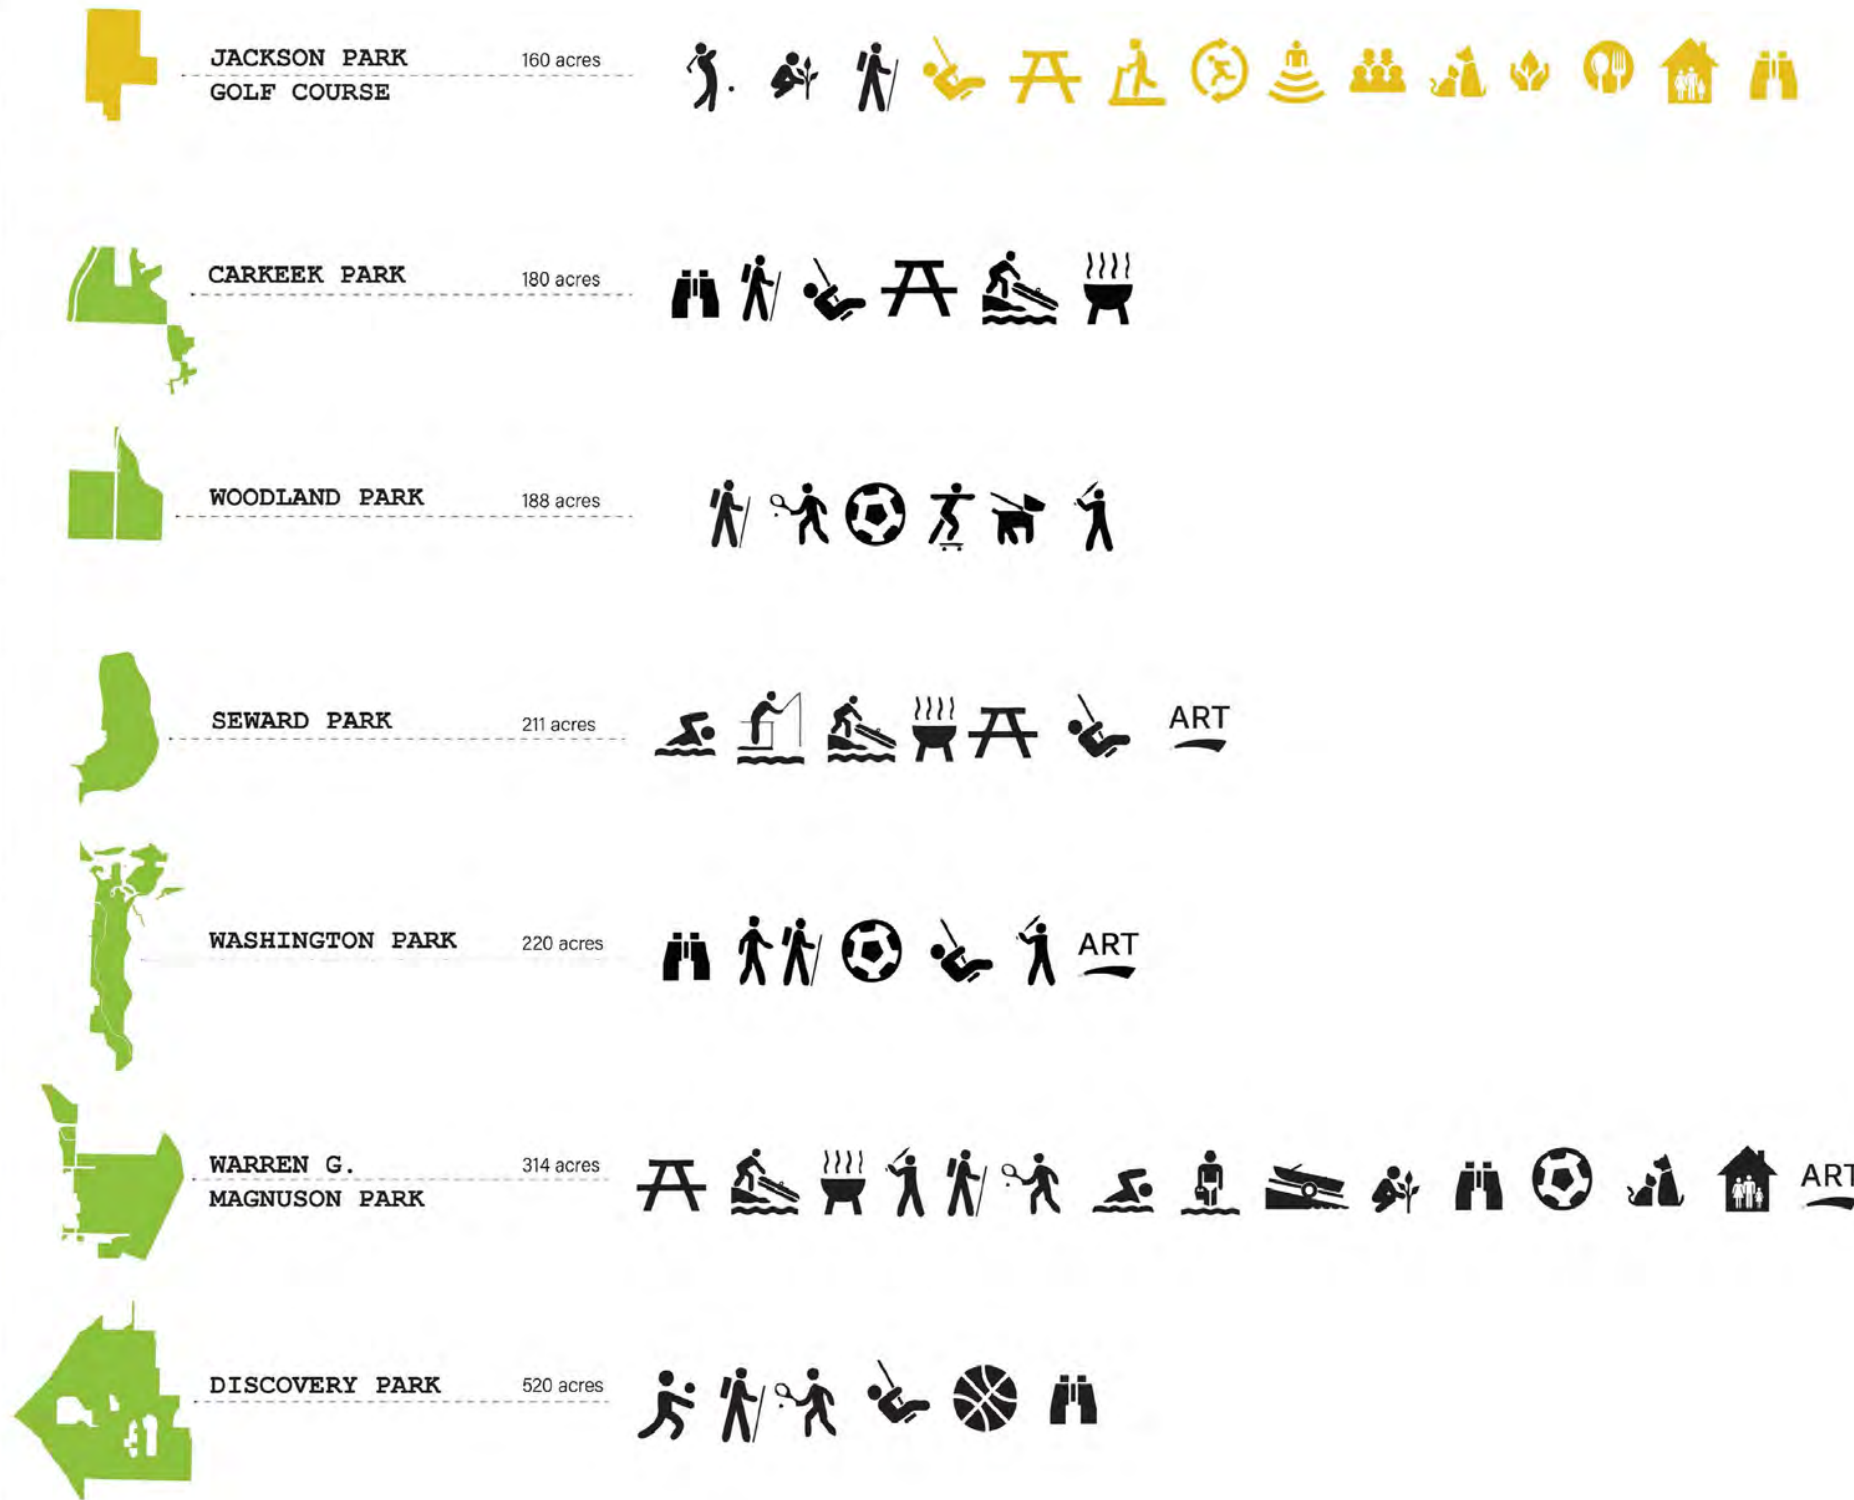 JACKSON PARK 160 acres
GOLF COURSE
CARKEEK PARK 180 acres
WOODLAND PARK 188 acres
SEWARD PARK 211 acres
ART
WASHINGTON PARK 220 acres
ART
WARREN G. 314 acres
MAGNUSON PARK
ART
DISCOVERY PARK 520 acres